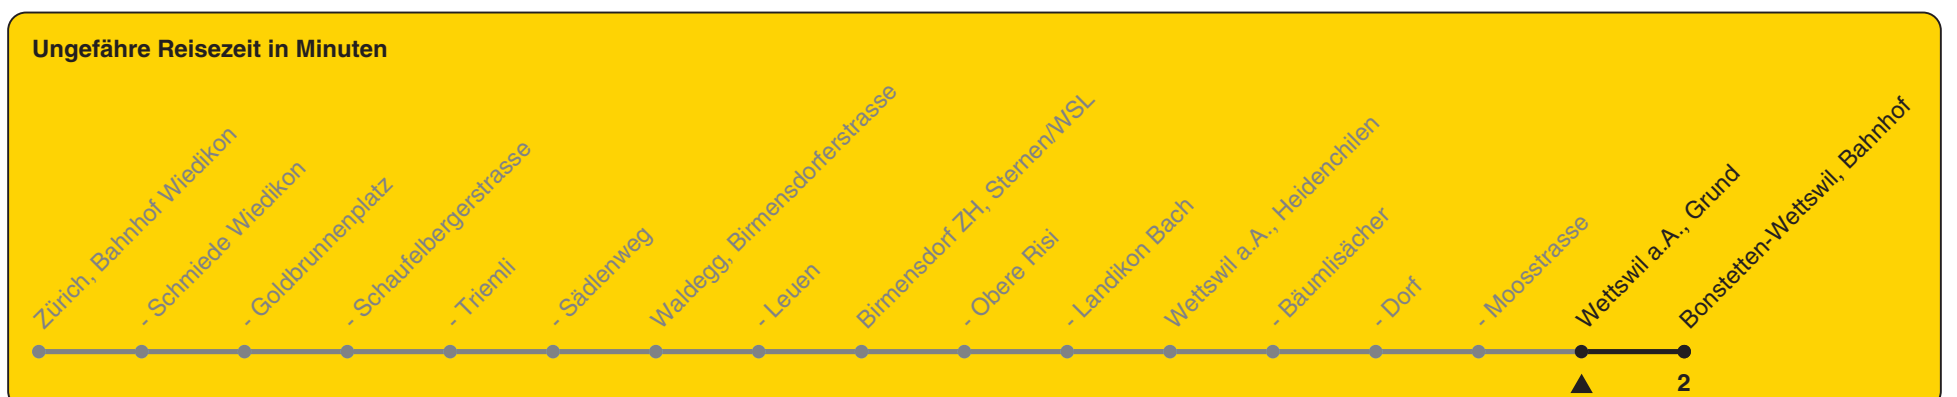 Ungefähre Reisezeit in Minuten
Zürich, Bahnhof Wiedikon
- Schmiede Wiedikon
- Goldbrunnenplatz
- Schaufelbergerstrasse
- Triemli
- Sädlenweg
Waldegg, Birmensdorferstrasse
- Leuen
Birmensdorf ZH, Sternen/WSL
- Obere Risi
- Landikon Bach
Wettswil a.A., Heidenchilen
- Bäumlisächer
- Dorf
- Moosstrasse
Wettswil a.A., Grund
Bonstetten-Wettswil, Bahnhof
2